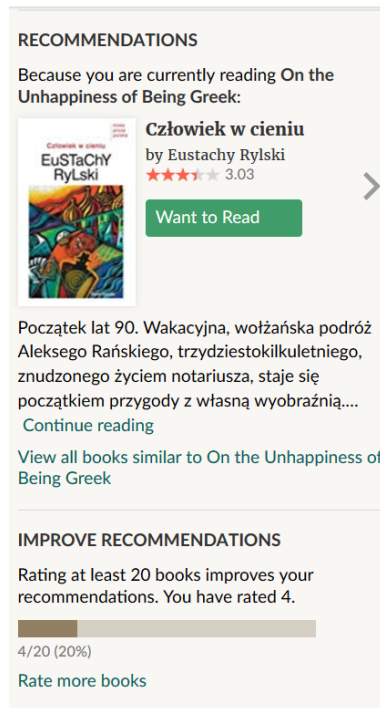 RECOMMENDATIONS
Because you are currently reading On the
Unhappiness of Being Greek:
nowa
proza
polska
Człowiek w cieniu
EuSTaChY
RyLski
Człowiek w cieniu
by Eustachy Rylski
3.03
Want to Read
Początek lat 90. Wakacyjna, wołżańska podróż
Aleksego Rańskiego, trzydziestokilkuletniego,
znudzonego życiem notariusza, staje się
początkiem przygody z własną wyobraźnią....
Continue reading
View all books similar to On the Unhappiness of
Being Greek
IMPROVE RECOMMENDATIONS
Rating at least 20 books improves your
recommendations. You have rated 4.
4/20 (20%)
Rate more books